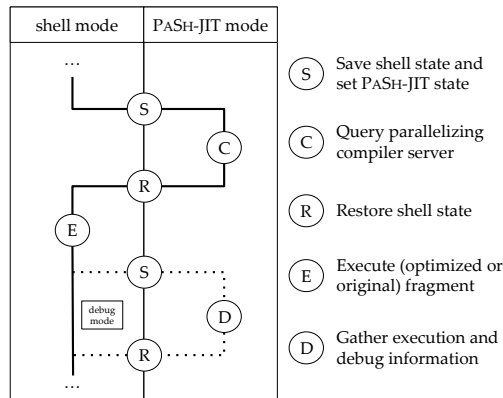 shell mode PASH-JIT mode
...
S
C
R
E
S
debug
mode
D
R
...
S Save shell state and
set PASH-JIT state
C Query parallelizing
compiler server
R Restore shell state
E Execute (optimized or
original) fragment
D Gather execution and
debug information